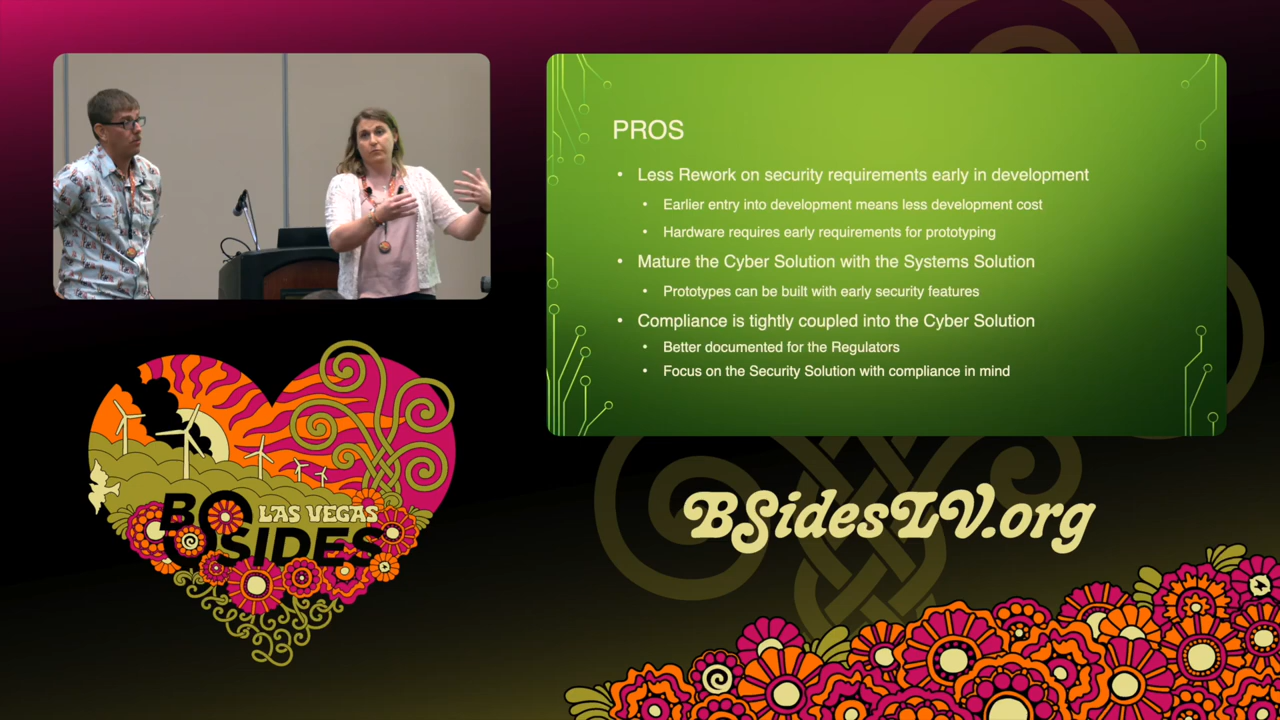 PROS
• Less Rework on security requirements early in development
• Earlier entry into development means less development cost
• Hardware requires early requirements for prototyping
• Mature the Cyber Solution with the Systems Solution
• Prototypes can be built with early security features
• Compliance is tightly coupled into the Cyber Solution
• Better documented for the Regulators
• Focus on the Security Solution with compliance in mind
LAS VEGAS
SIDES
BSidesLV.org